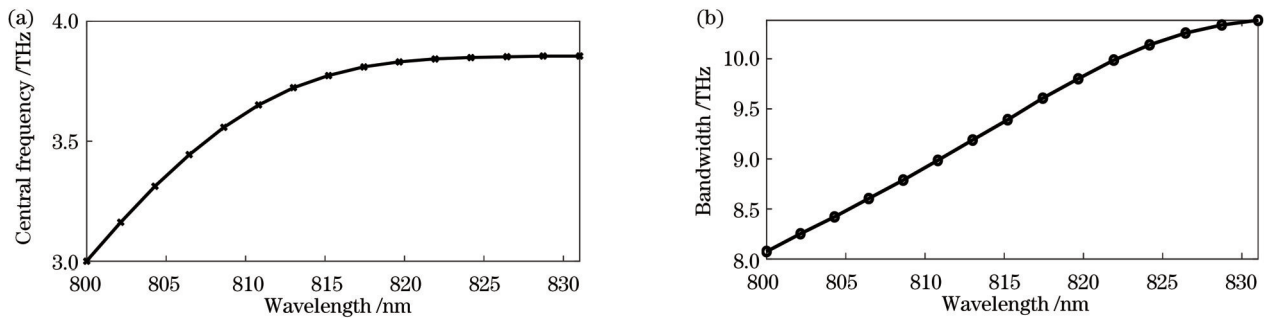 (a)
4.0
3.5
3.0
Central frequency /THz
800 805 810 815 820 825 830
Wavelength /nm
(b)
10.0
9.5
9.0
8.5
8.0
Bandwidth /THz
800 805 810 815 820 825 830
Wavelength /nm